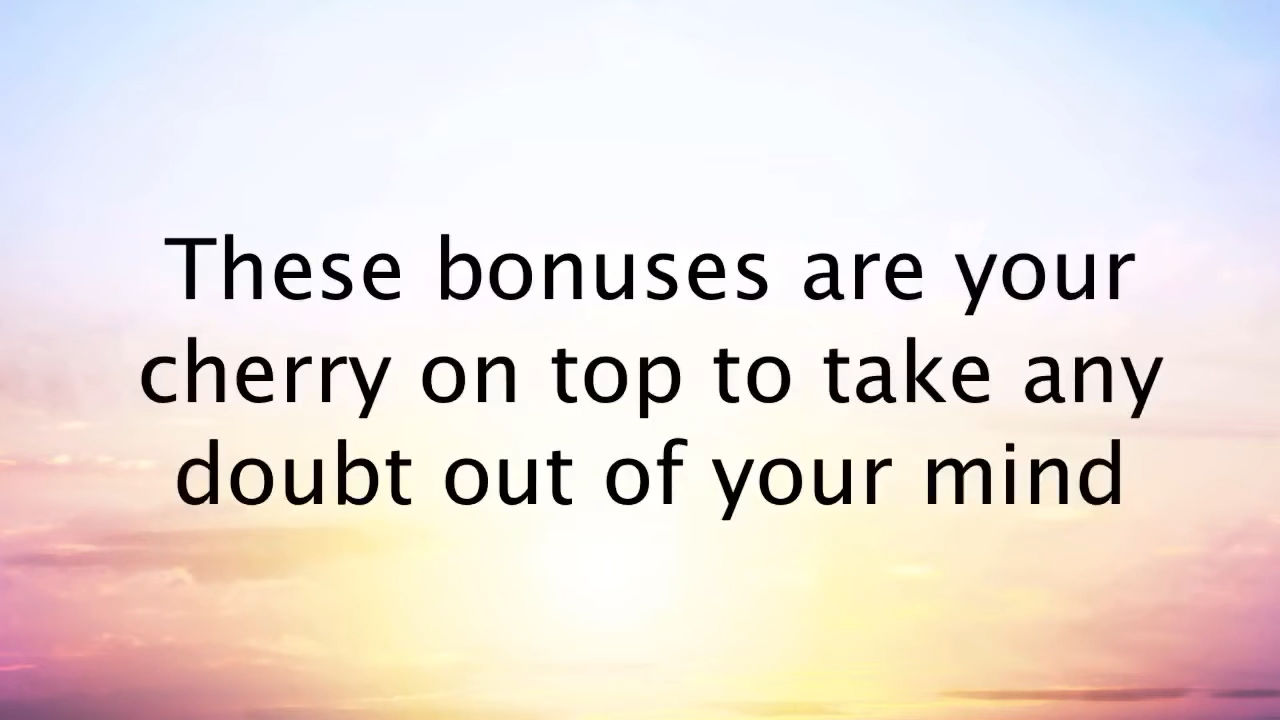 These bonuses are your
cherry on top to take any
doubt out of your mind